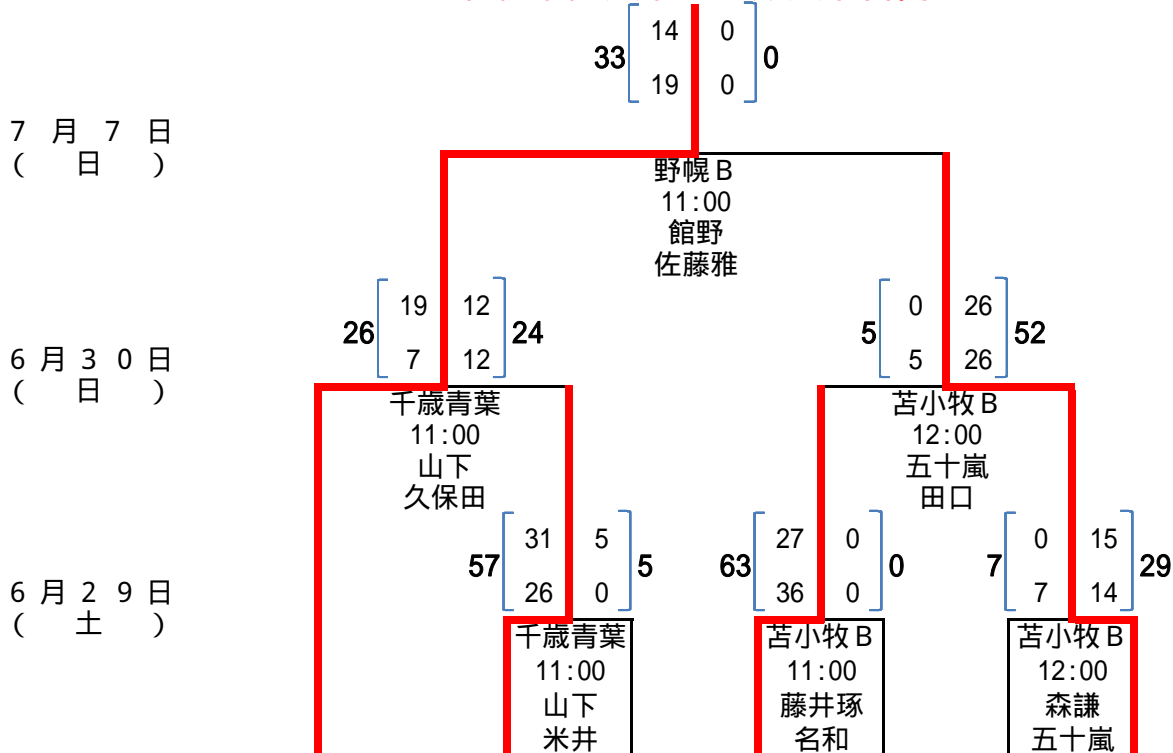 14 0
33 0
19 0
7 月 7 日
( 日 )
野幌B
11:00
館野
佐藤雅
19 12
26 24
7 12
0 26
5 52
5 26
6 月 3 0 日
( 日 )
千歳青葉
11:00
山下
久保田
苫小牧B
12:00
五十嵐
田口
31 5
57 5
26 0
27 0
63 0
36 0
0 15
7 29
7 14
6 月 2 9 日
( 土 )
千歳青葉
11:00
山下
米井
苫小牧B
11:00
藤井琢
名和
苫小牧B
12:00
森謙
五十嵐